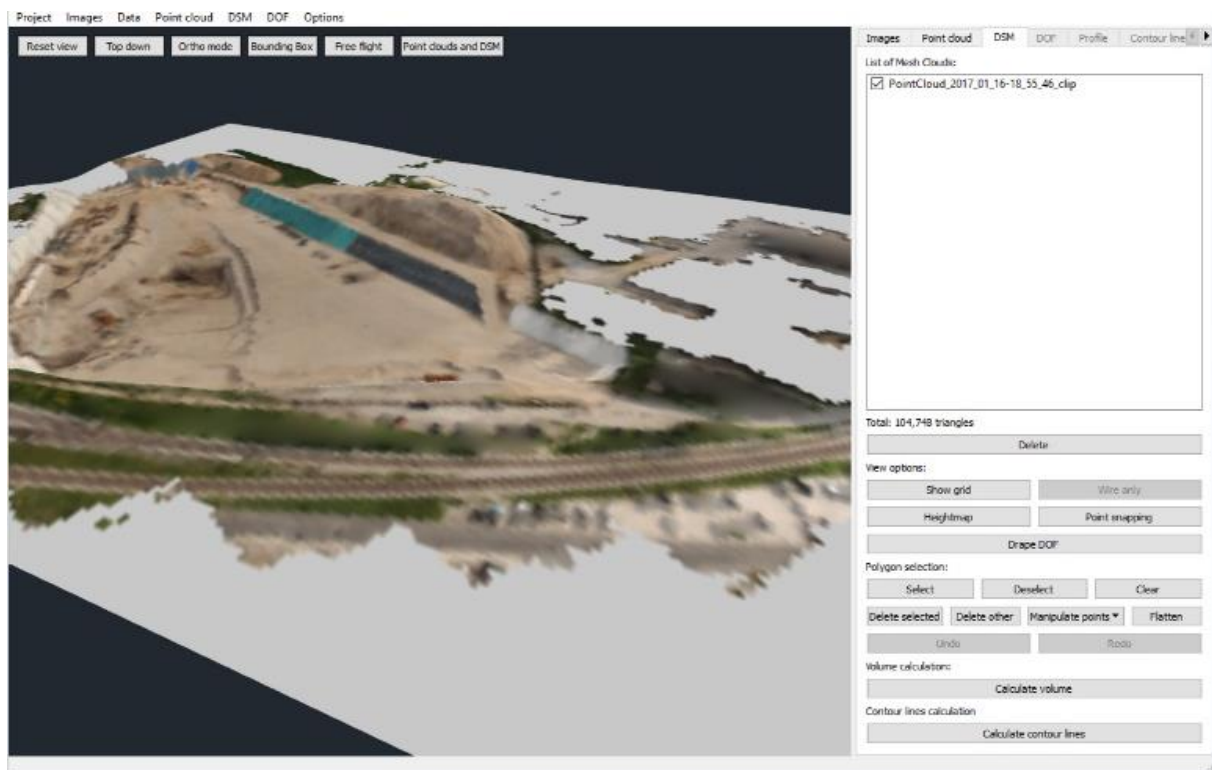 Project Images Data Point cloud DSM DOF Options
Reset view Top down Ortho mode Bounding Box Free flight Point clouds and DSM
Images Point cloud DSM DOF Profile Contour line
List of Mesh Clouds:
PointCloud_2017_01_16-18_55_46_clip
Total: 104,748 triangles
Delete
View options:
Show grid Wire only
Heightmap Point snapping
Drape DOF
Polygon selection:
Select Deselect Clear
Delete selected Delete other Manipulate points Flatten
Undo Redo
Volume calculation:
Calculate volume
Contour lines calculation
Calculate contour lines